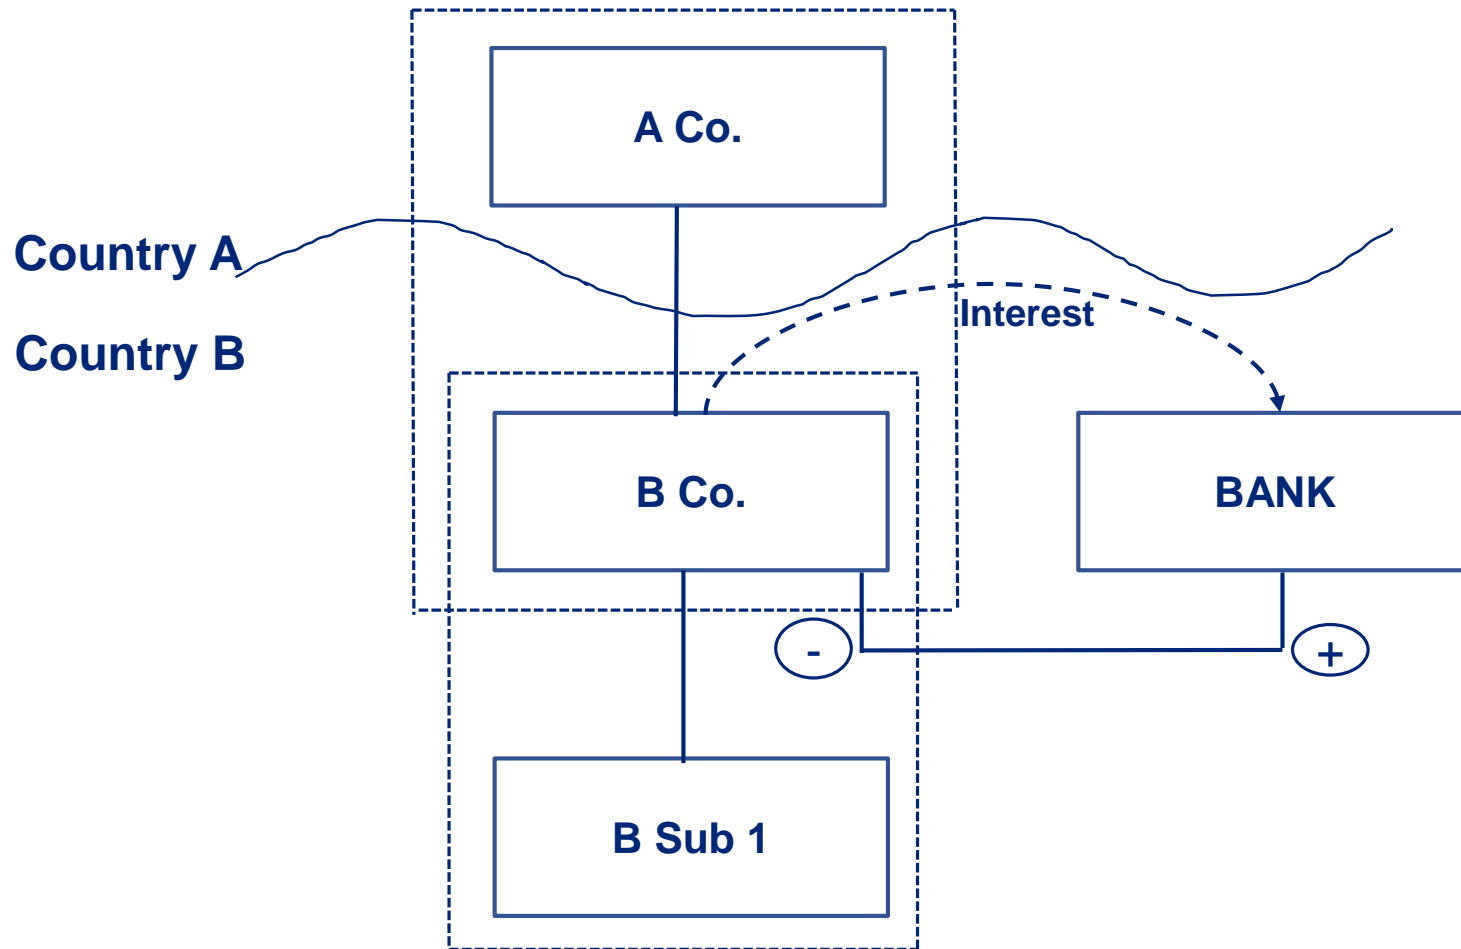 A Co.
Country A
Interest
Country B
B Co.
BANK
-
+
B Sub 1